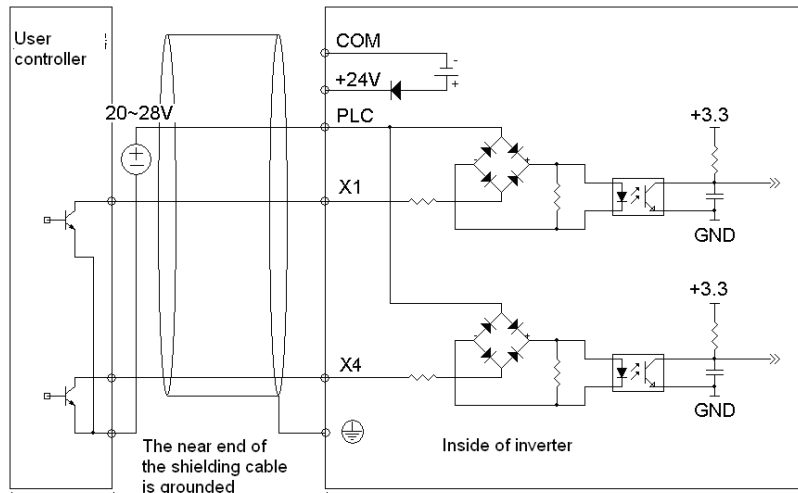 User
controller
COM
+24V
-
+
20~28V
PLC
+3.3
- +
X1
GND
+3.3
- +
X4
GND
The near end of
the shielding cable
is grounded
Inside of inverter